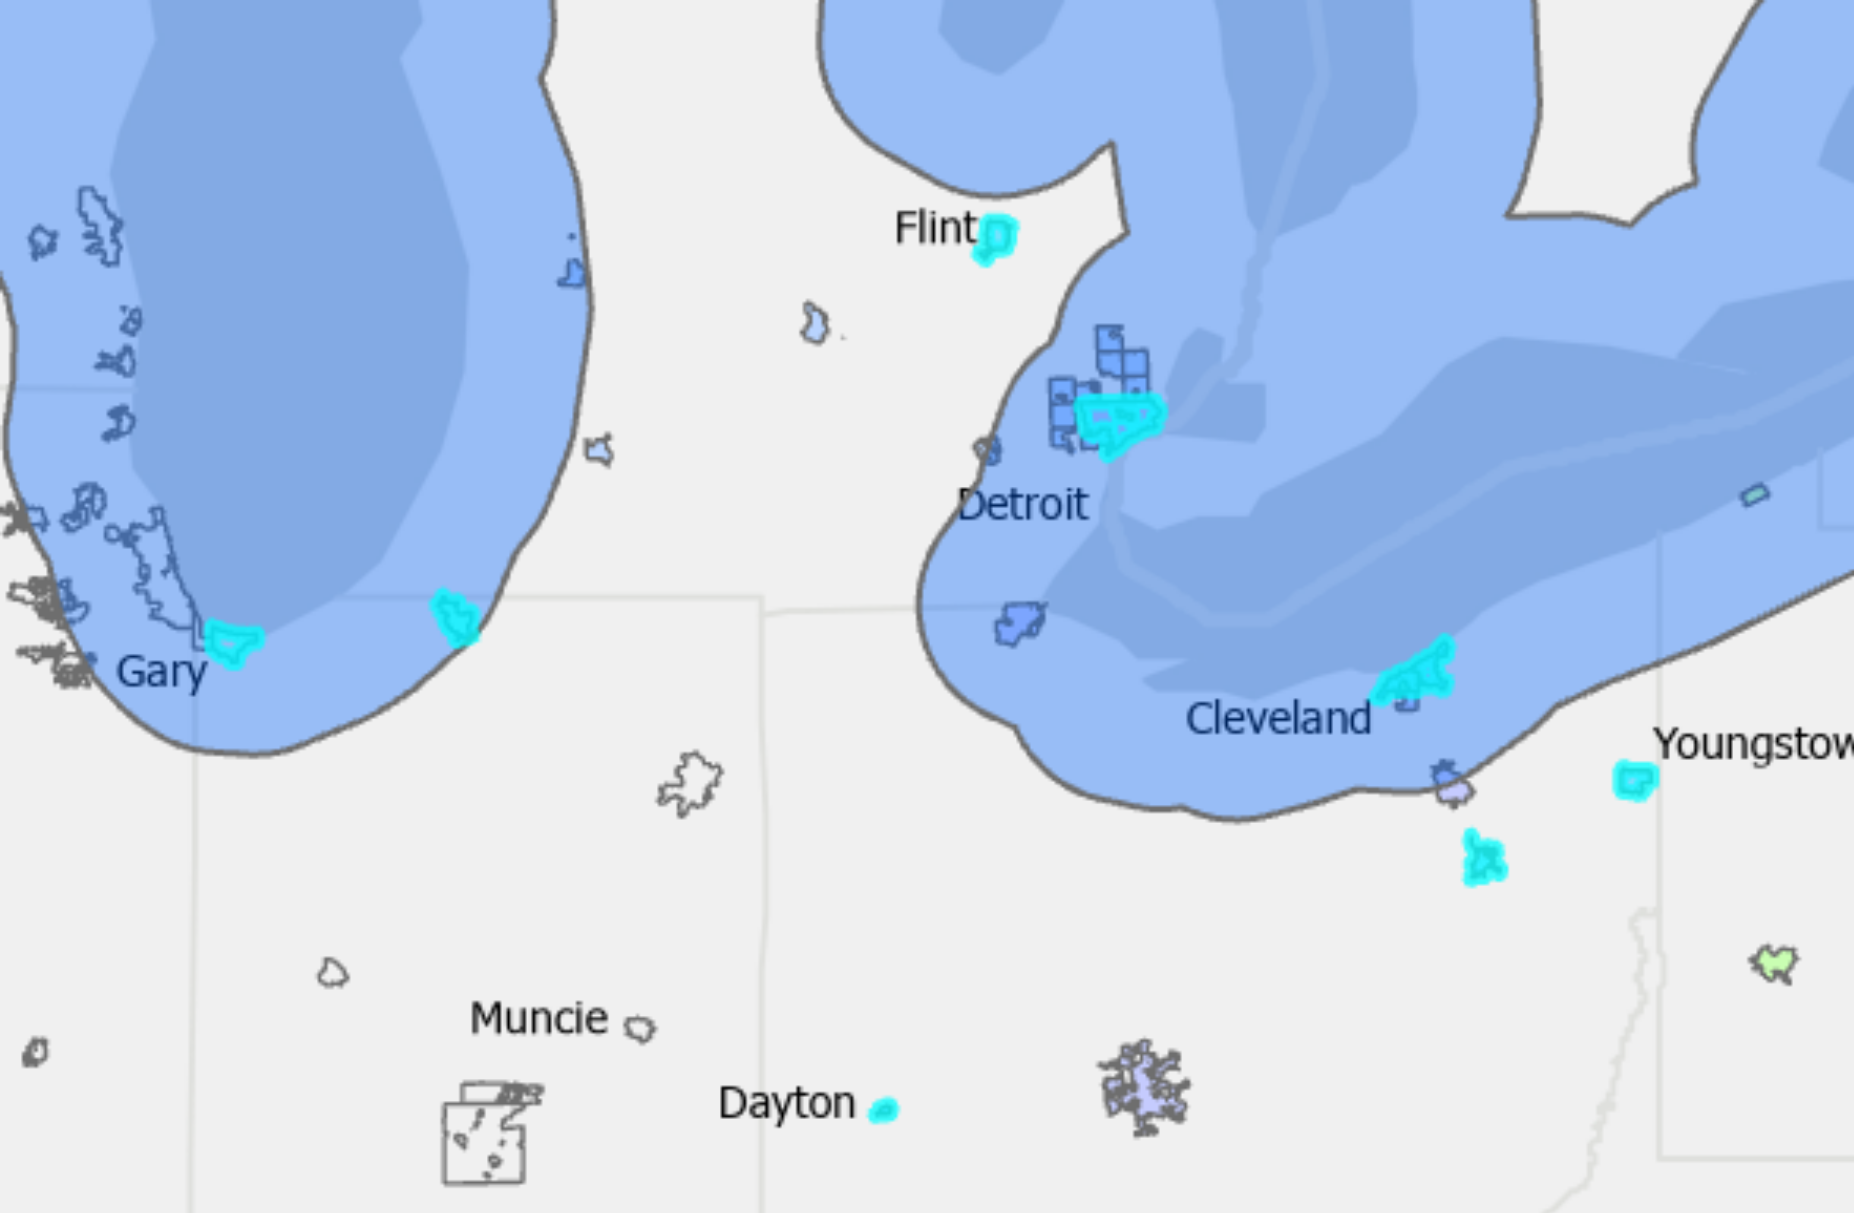 Flint
Detroit
Gary
Cleveland
Youngstow
Muncie
Dayton